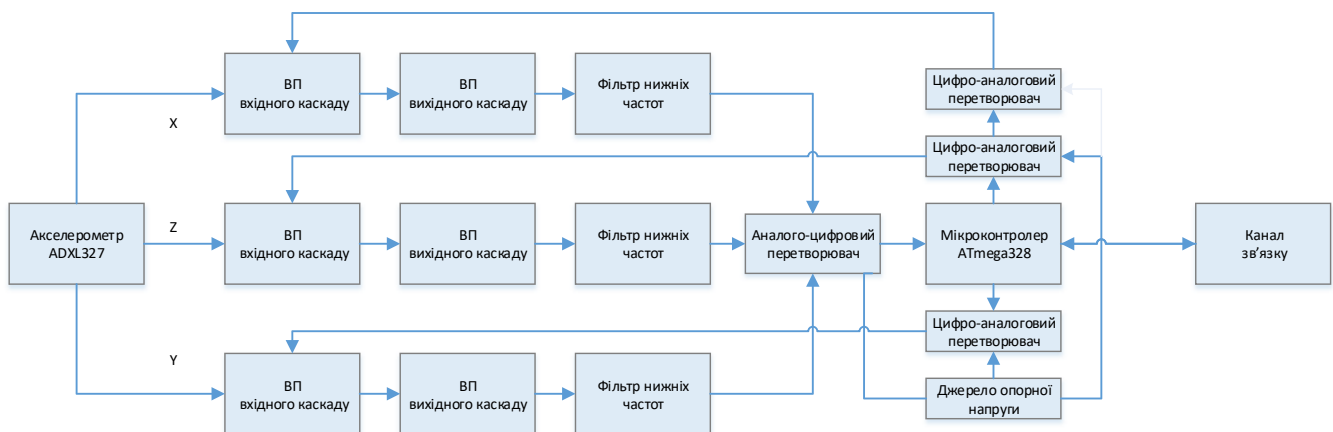 ВП
вхідного каскаду
ВП
вихідного каскаду
Фільтр нижніх
частот
Цифро-аналоговий
перетворювач
X
Цифро-аналоговий
перетворювач
Акселерометр
ADXL327
Z
ВП
вхідного каскаду
ВП
вихідного каскаду
Фільтр нижніх
частот
Аналого-цифровий
перетворювач
Мікроконтролер
ATmega328
Канал
зв’язку
Цифро-аналоговий
перетворювач
Y
ВП
вхідного каскаду
ВП
вихідного каскаду
Фільтр нижніх
частот
Джерело опорної
напруги